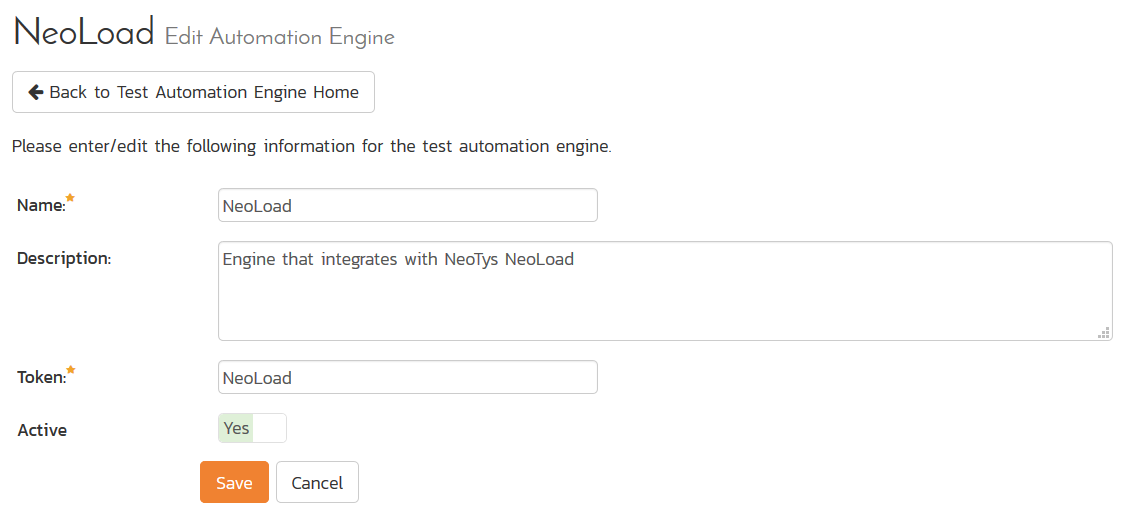 NeoLoad Edit Automation Engine
Back to Test Automation Engine Home
Please enter/edit the following information for the test automation engine.
Name:* NeoLoad
Description: Engine that integrates with NeoTys NeoLoad
Token:* NeoLoad
Active Yes
Save Cancel